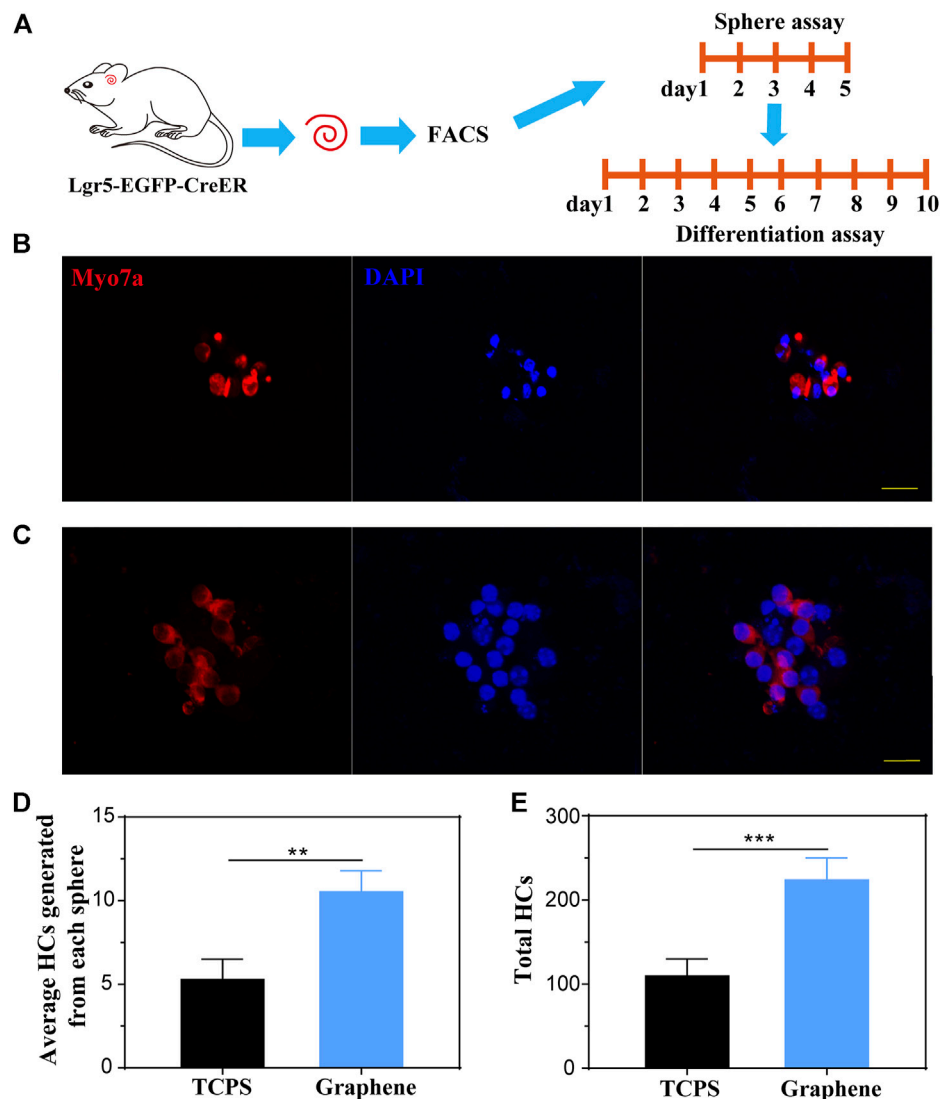 A
Sphere assay
day1 2 3 4 5
FACS
Lgr5-EGFP-CreER
day1 2 3 4 5 6 7 8 9 10
Differentiation assay
B
Myo7a
DAPI
C
D
Average HCs generated
from each sphere
15
10
5
0
**
TCPS
Graphene
E
Total HCs
300
200
100
0
***
TCPS
Graphene